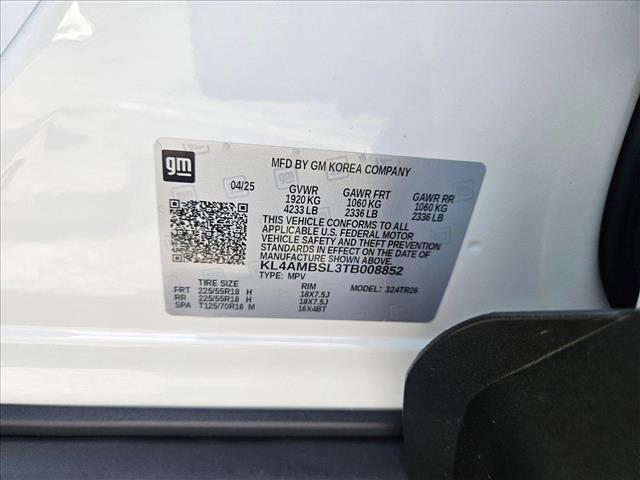 gm
MFD BY GM KOREA COMPANY
04/25 GVWR GAWR FRT GAWR RR
1920 KG 1060 KG 1060 KG
4233 LB 2336 LB 2336 LB
THIS VEHICLE CONFORMS TO ALL
APPLICABLE U.S. FEDERAL MOTOR
VEHICLE SAFETY AND THEFT
PREVENTION STANDARDS IN
EFFECT ON THE DATE OF
MANUFACTURE SHOWN ABOVE.
KL4AMBSL3TB008852
TYPE: MPV
TIRE SIZE RIM 324TR26
FRT 225/55R18 H 18X7.5J
RR 225/55R18 H 18X7.5J
SPA T125/70R16 M 16X4BT